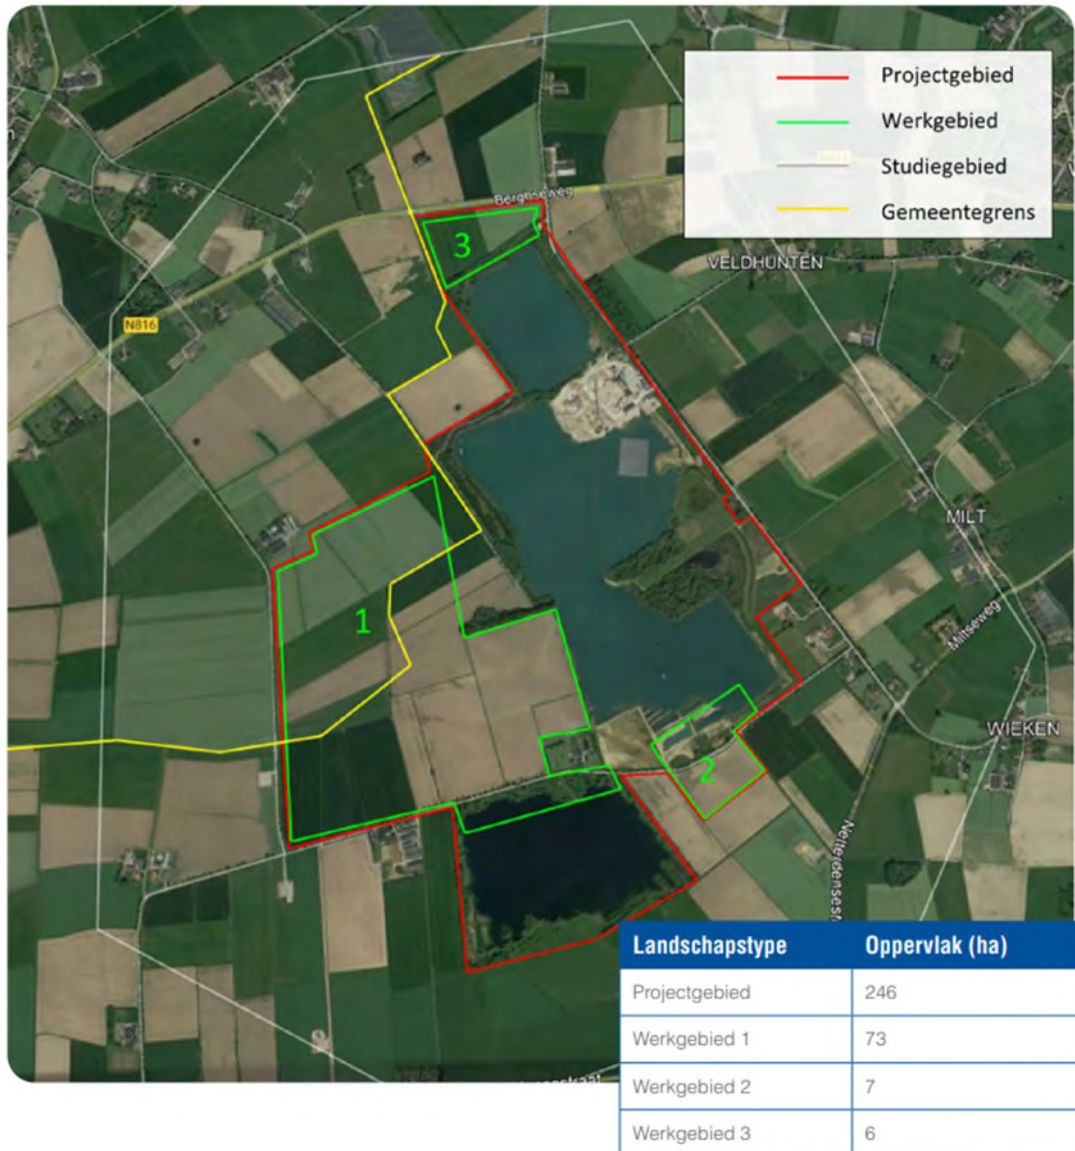 Projectgebied
Werkgebied
Studiegebied
Gemeentegrens
Berghseweg
3
VELDHUNTEN
N816
MILT
1
Miltseweg
WIEKEN
2
Landschapstype Oppervlak (ha)
Projectgebied 246
Werkgebied 1 73
Werkgebied 2 7
Werkgebied 3 6